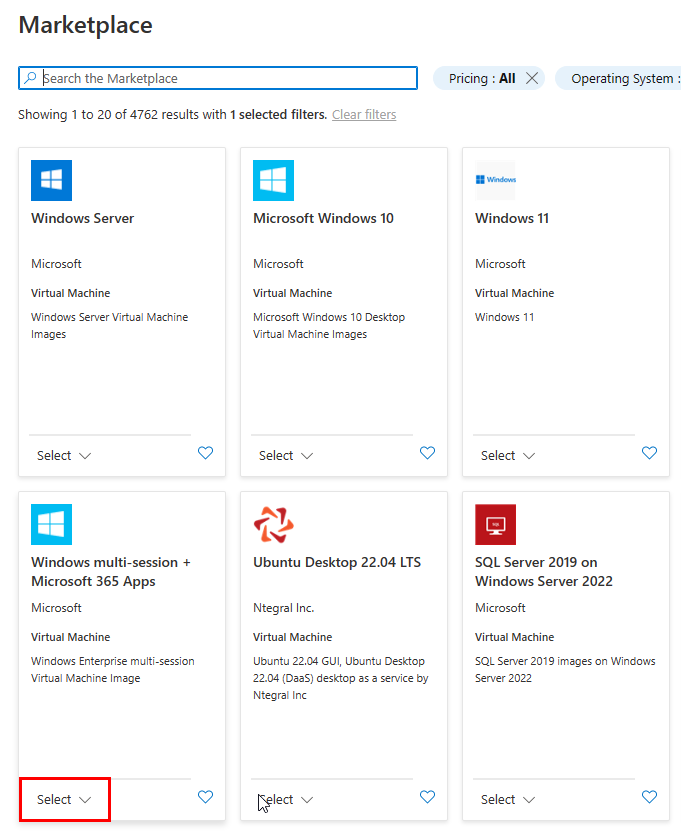 Marketplace
Search the Marketplace
Pricing : All
Operating System :
Showing 1 to 20 of 4762 results with 1 selected filters. Clear filters
Windows Server
Microsoft
Virtual Machine
Windows Server Virtual Machine
Images
Select
Microsoft Windows 10
Microsoft
Virtual Machine
Microsoft Windows 10 Desktop
Virtual Machine Images
Select
Windows
Windows 11
Microsoft
Virtual Machine
Windows 11
Select
Windows multi-session +
Microsoft 365 Apps
Microsoft
Virtual Machine
Windows Enterprise multi-session
Virtual Machine Image
Select
Ubuntu Desktop 22.04 LTS
Ntegral Inc.
Virtual Machine
Ubuntu 22.04 GUI, Ubuntu Desktop
22.04 (DaaS) desktop as a service by
Ntegral Inc
Select
SQL
SQL Server 2019 on
Windows Server 2022
Microsoft
Virtual Machine
SQL Server 2019 images on Windows
Server 2022
Select